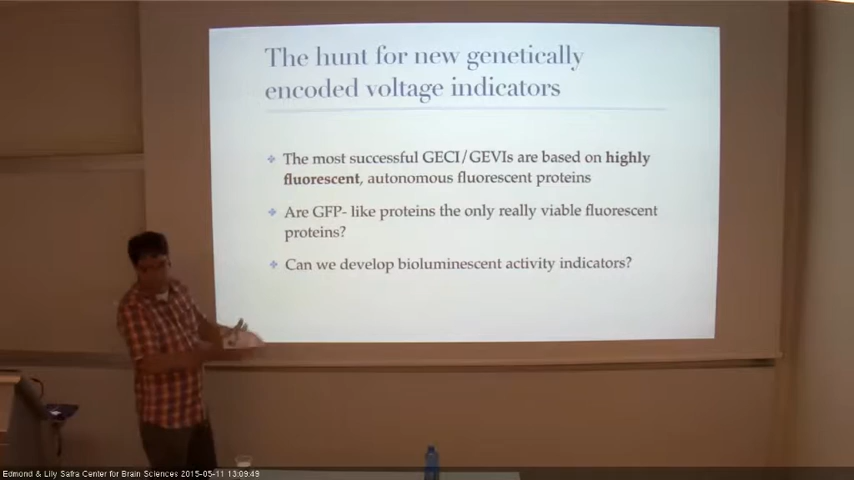 The hunt for new genetically
encoded voltage indicators
The most successful GECI/GEVIs are based on highly
fluorescent, autonomous fluorescent proteins
Are GFP- like proteins the only really viable fluorescent
proteins?
Can we develop bioluminescent activity indicators?
Edmond & Lily Safra Center for Brain Sciences 2015-05-11 13:09:49